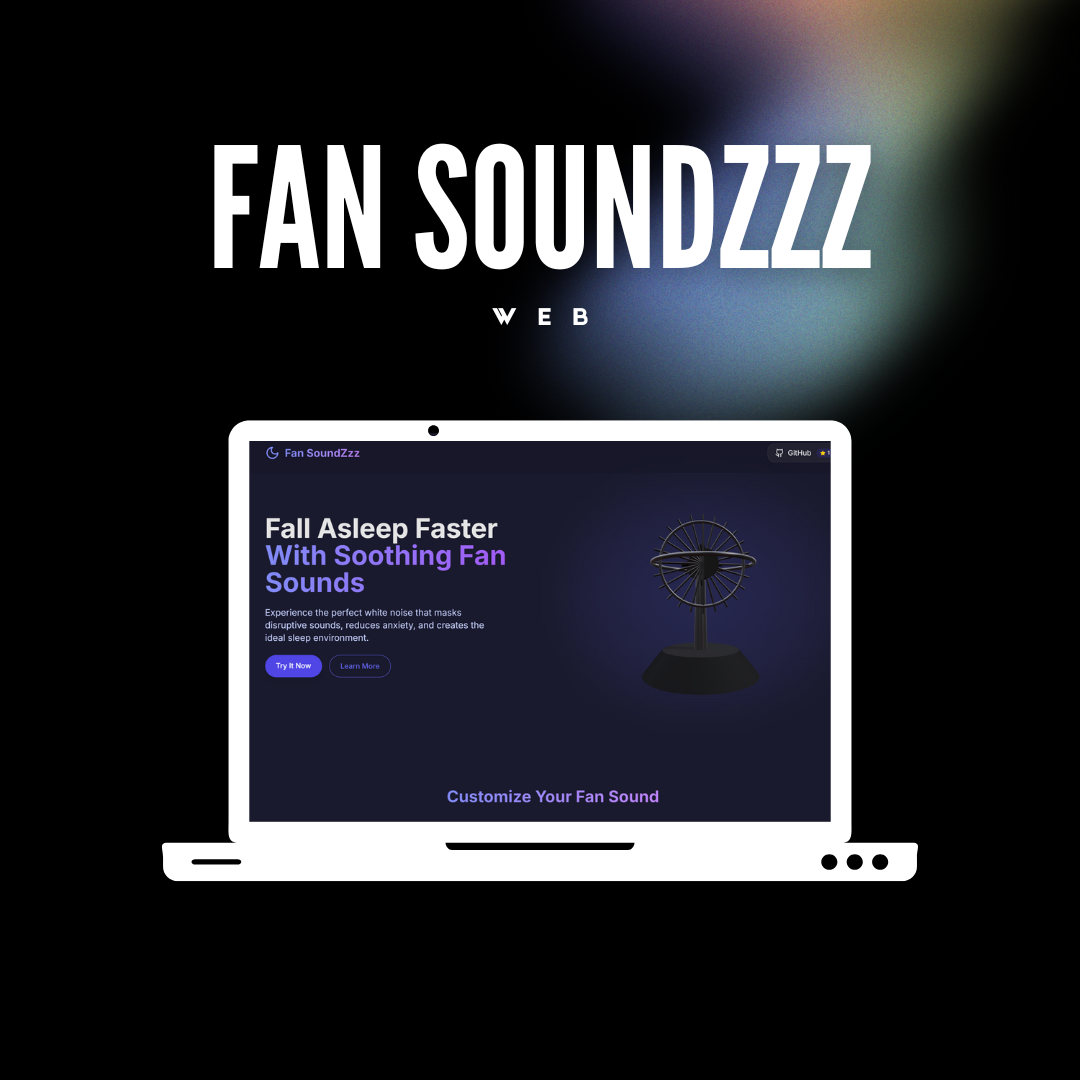 FAN SOUNDZZZ
WEB
Fan SoundZzz
GitHub
Fall Asleep Faster
With Soothing Fan
Sounds
Experience the perfect white noise that masks
disruptive sounds, reduces anxiety, and creates the
ideal sleep environment.
Try It Now
Learn More
Customize Your Fan Sound